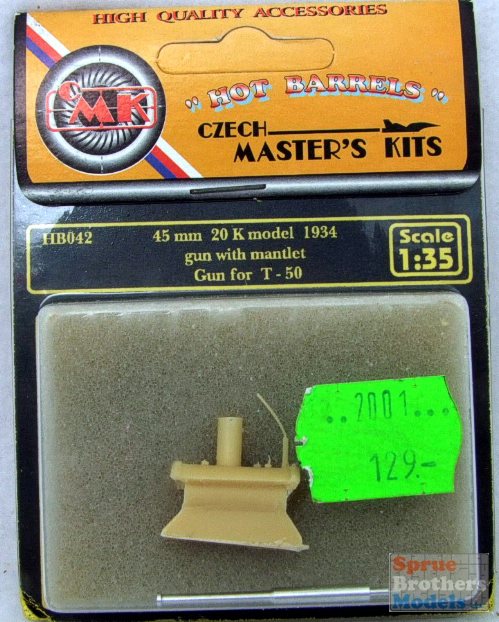 HIGH QUALITY ACCESSORIES
CMK
"HOT BARRELS"
CZECH
MASTER'S KITS
HB042
45 mm 20 K model 1934
gun with mantlet
Gun for T - 50
Scale
1:35
..2001...
129.-
Sprue
Brothers
Models